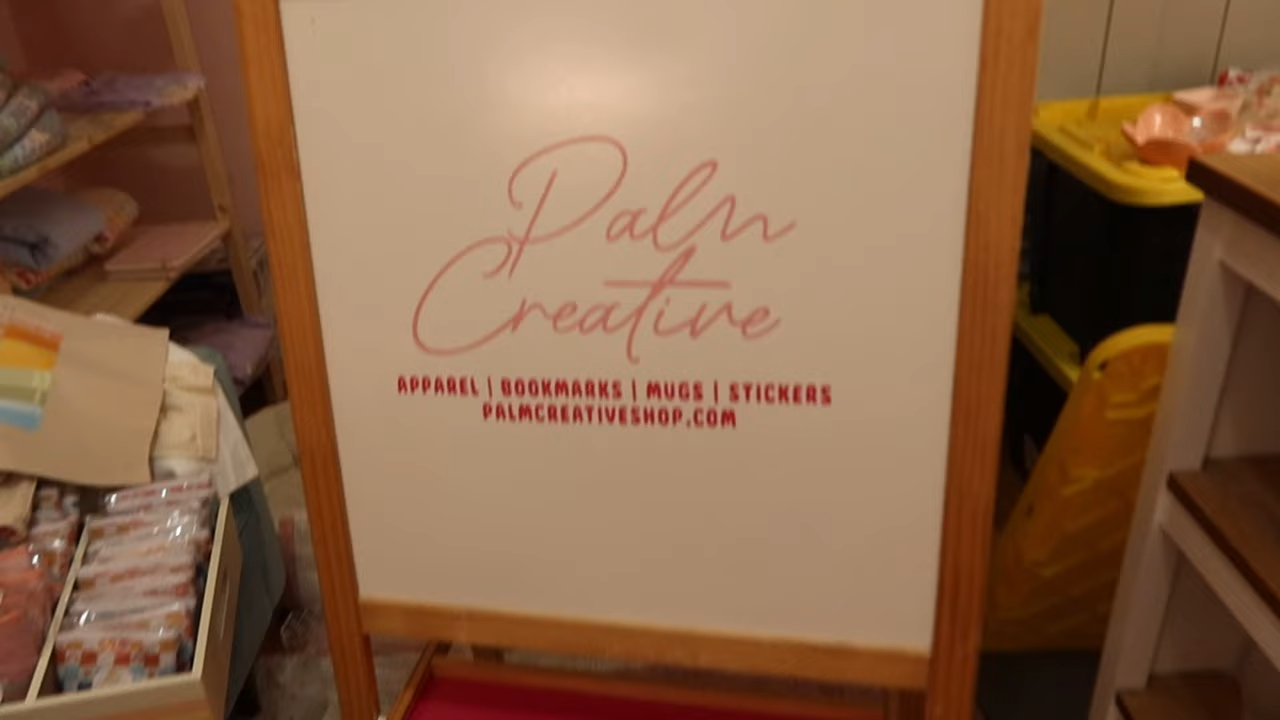 Palm
Creative
APPAREL | BOOKMARKS | MUGS | STICKERS
PALMCREATIVESHOP.COM